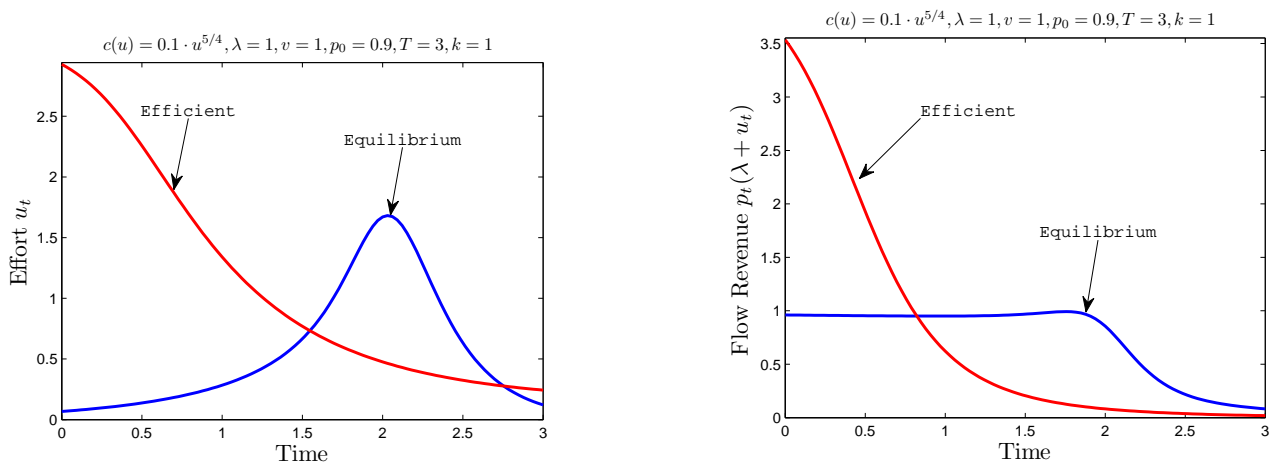 c(u) = 0.1 · u^{5/4}, λ = 1, v = 1, p_0 = 0.9, T = 3, k = 1
Effort u_t
2.5
2
1.5
1
0.5
0
Efficient
Equilibrium
0 0.5 1 1.5 2 2.5 3
Time
c(u) = 0.1 · u^{5/4}, λ = 1, v = 1, p_0 = 0.9, T = 3, k = 1
Flow Revenue p_t(λ + u_t)
3.5
3
2.5
2
1.5
1
0.5
0
Efficient
Equilibrium
0 0.5 1 1.5 2 2.5 3
Time